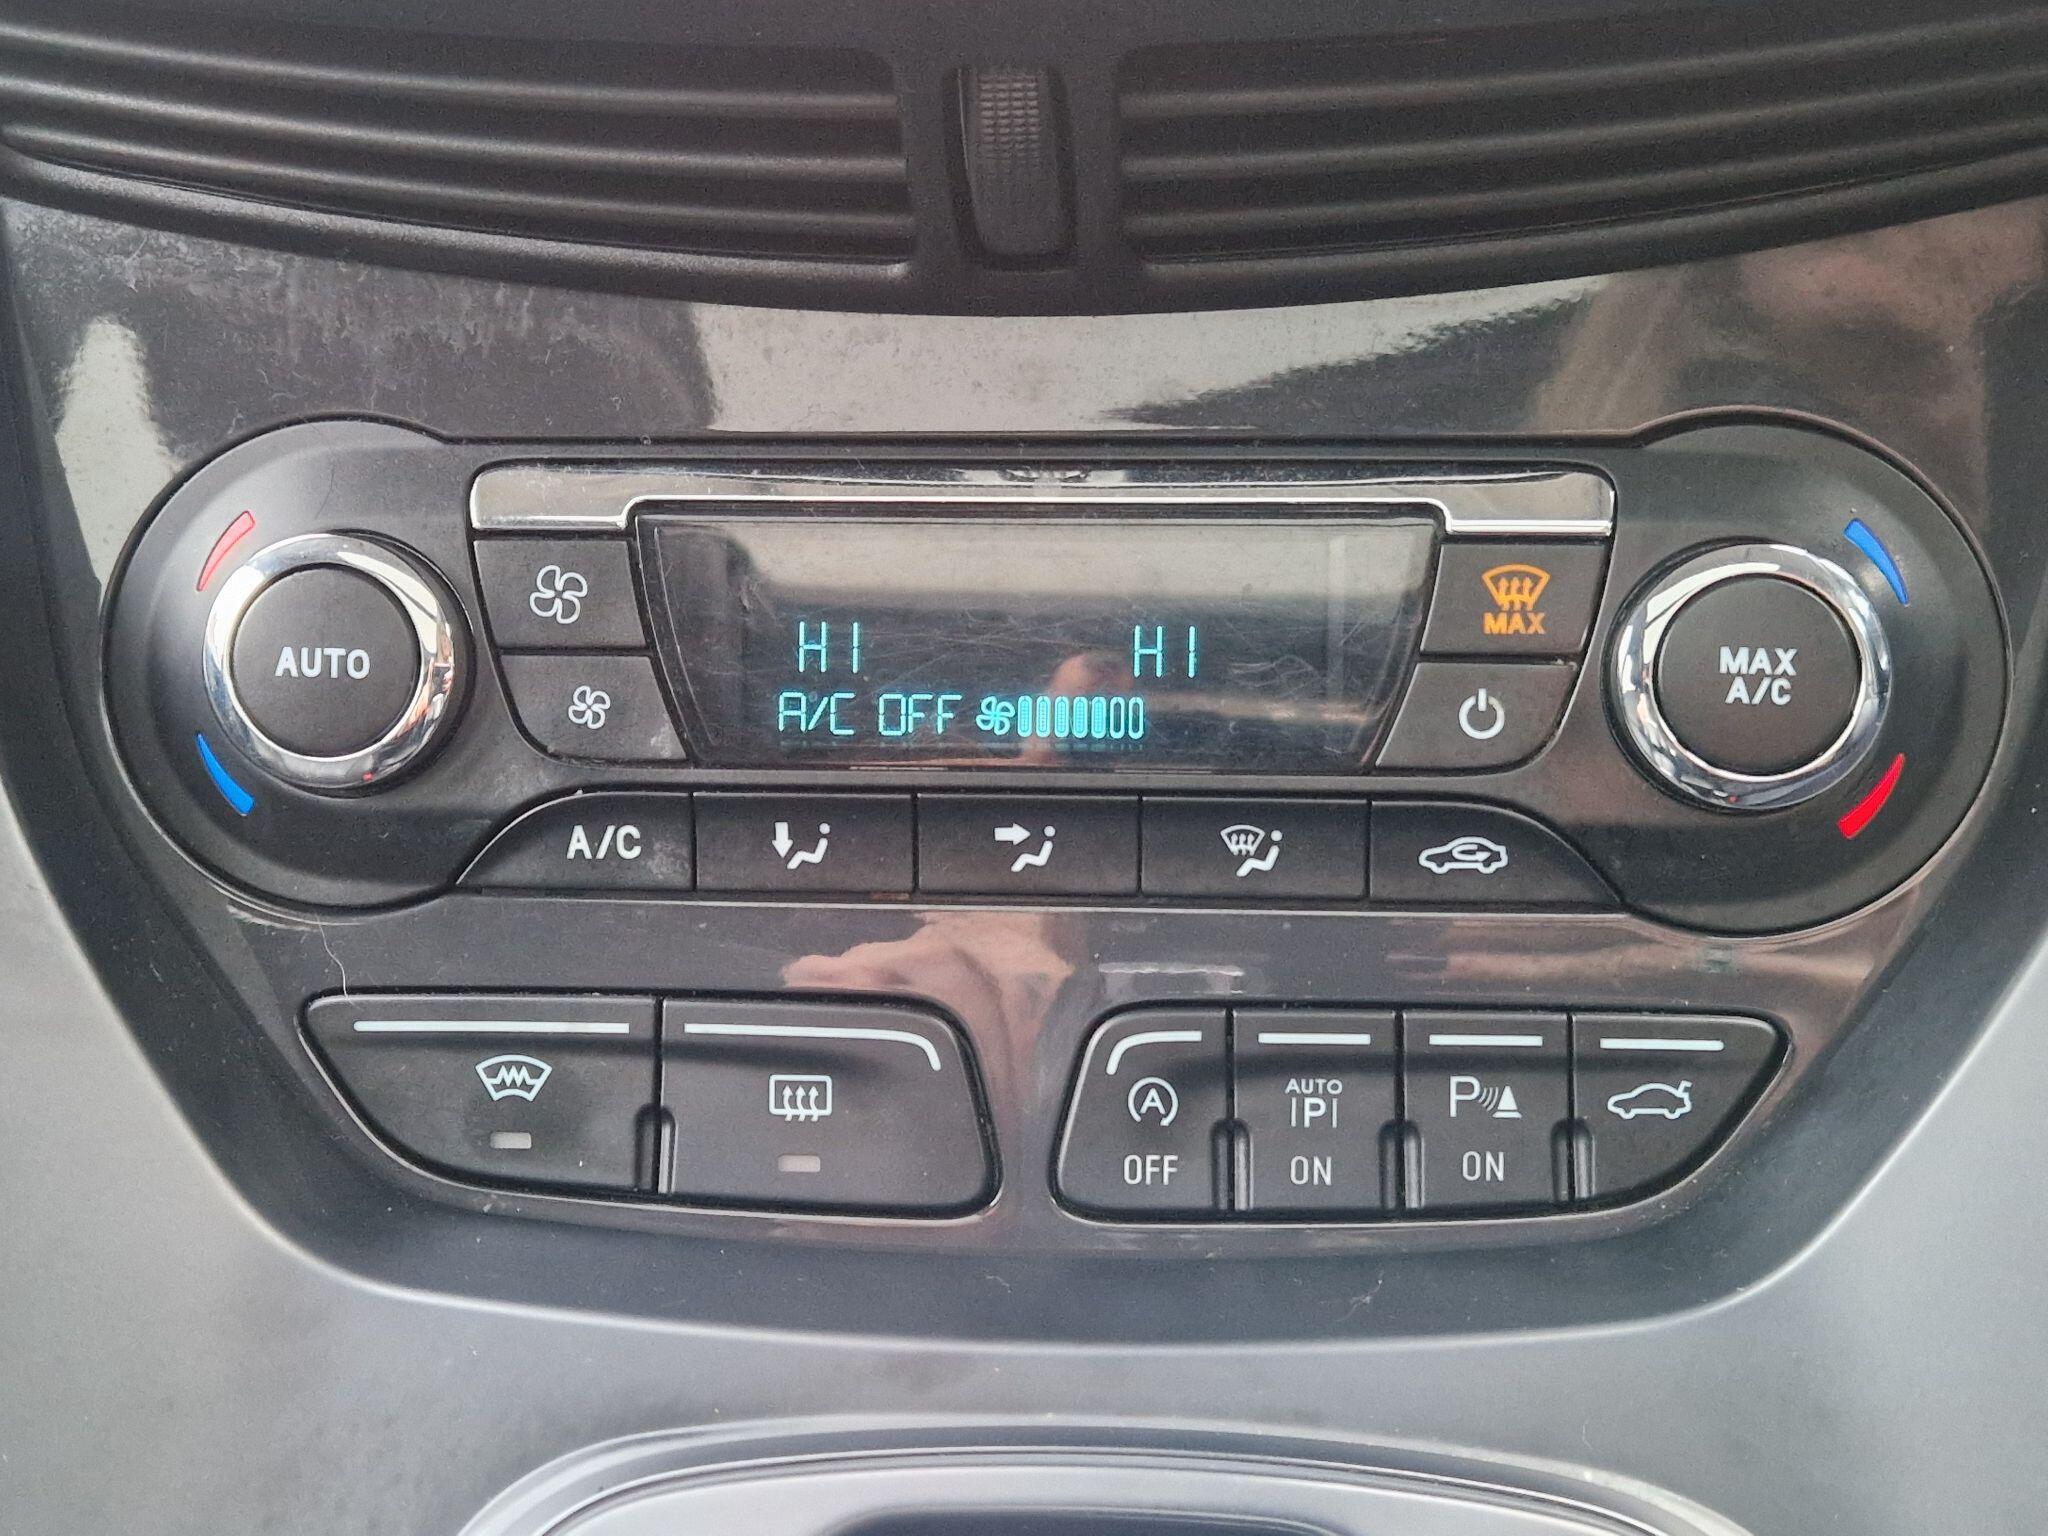 HI HI
A/C OFF
AUTO
MAX
MAX
A/C
A/C
OFF
AUTO
P
ON
P
ON
A